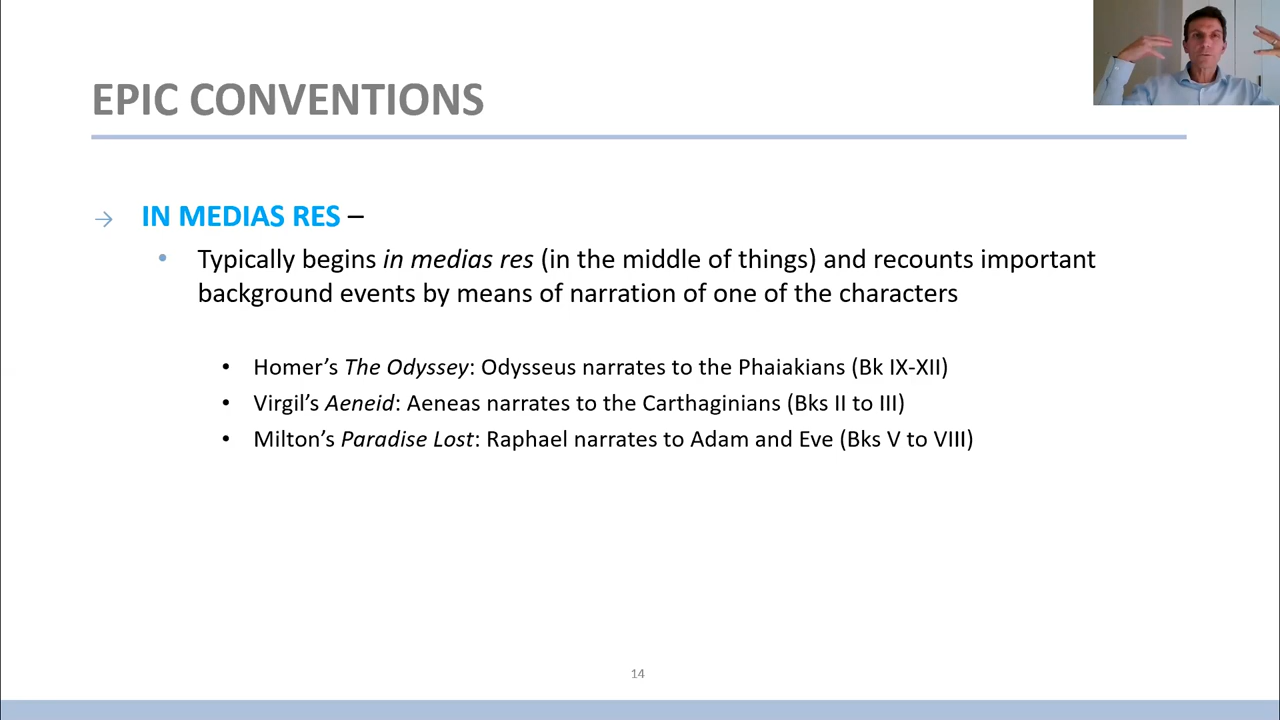 EPIC CONVENTIONS
→ IN MEDIAS RES –
• Typically begins in medias res (in the middle of things) and recounts important
background events by means of narration of one of the characters
• Homer’s The Odyssey: Odysseus narrates to the Phaiakians (Bk IX-XII)
• Virgil’s Aeneid: Aeneas narrates to the Carthaginians (Bks II to III)
• Milton’s Paradise Lost: Raphael narrates to Adam and Eve (Bks V to VIII)
14